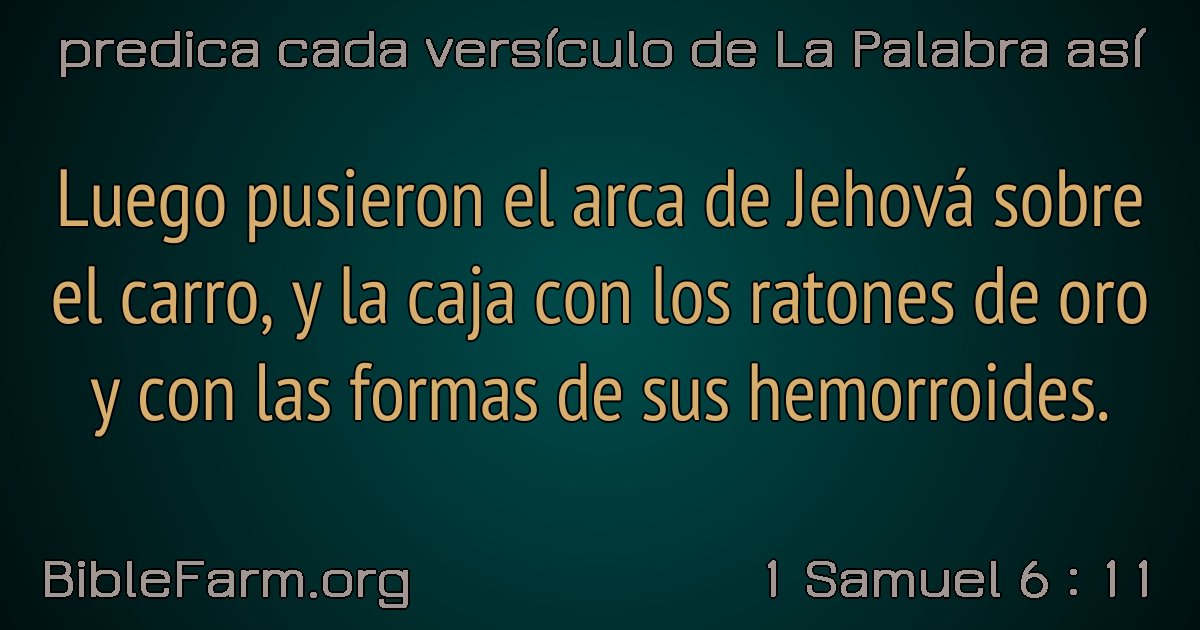 predica cada versículo de La Palabra así
Luego pusieron el arca de Jehová sobre
el carro, y la caja con los ratones de oro
y con las formas de sus hemorroides.
BibleFarm.org
1 Samuel 6 : 11